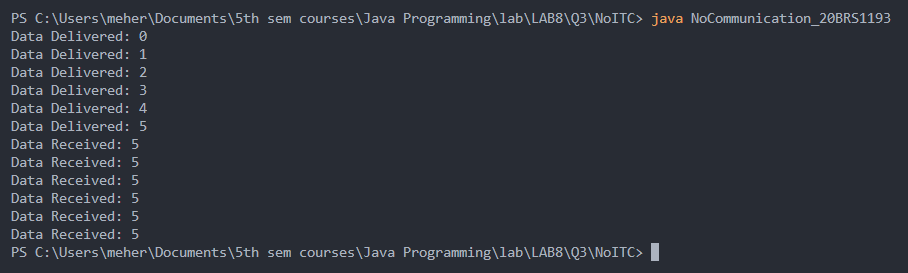 PS C:\Users\meher\Documents\5th sem courses\Java Programming\lab\LAB8\Q3\NoITC> java NoCommunication_20BRS1193
Data Delivered: 0
Data Delivered: 1
Data Delivered: 2
Data Delivered: 3
Data Delivered: 4
Data Delivered: 5
Data Received: 5
Data Received: 5
Data Received: 5
Data Received: 5
Data Received: 5
Data Received: 5
PS C:\Users\meher\Documents\5th sem courses\Java Programming\lab\LAB8\Q3\NoITC>